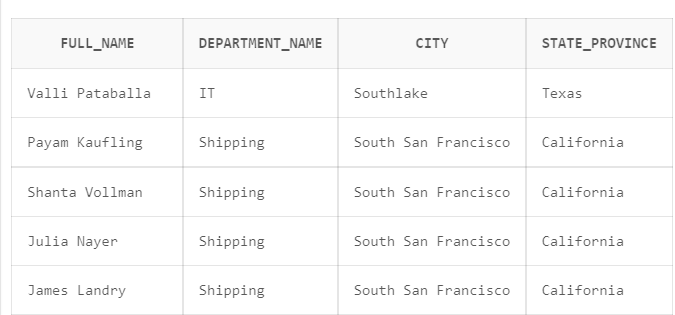 FULL_NAME DEPARTMENT_NAME CITY STATE_PROVINCE
Valli Pataballa IT Southlake Texas
Payam Kaufling Shipping South San Francisco California
Shanta Vollman Shipping South San Francisco California
Julia Nayer Shipping South San Francisco California
James Landry Shipping South San Francisco California